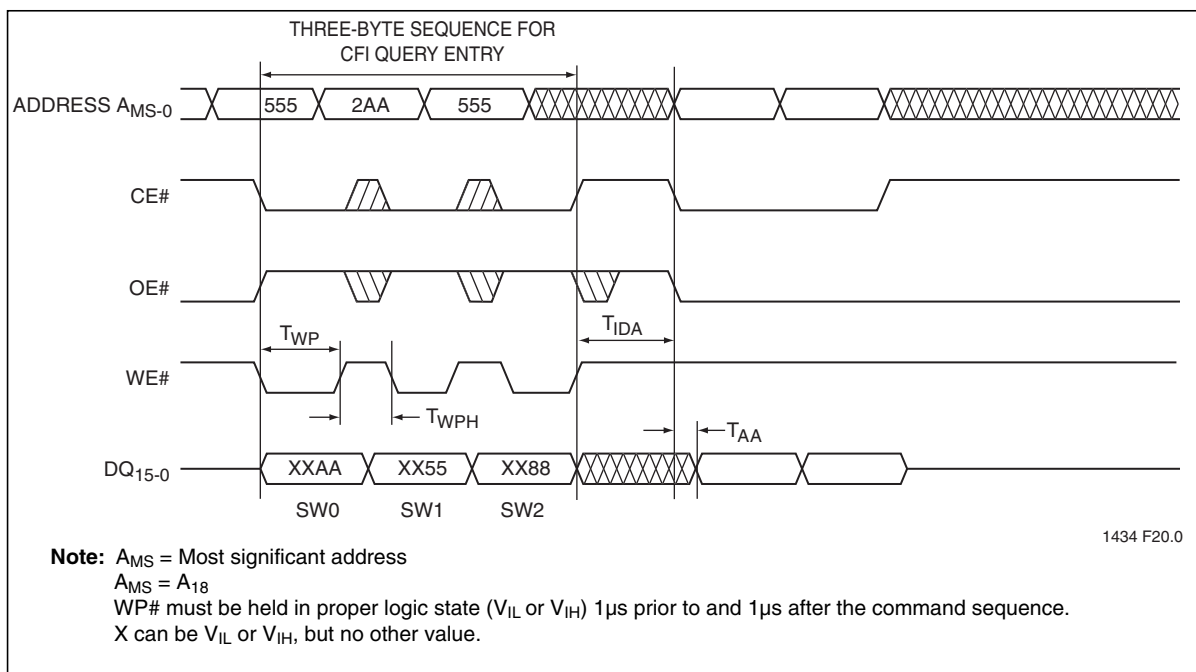 THREE-BYTE SEQUENCE FOR
CFI QUERY ENTRY
ADDRESS AMS-0
555
2AA
555
CE#
OE#
TWP
TIDA
WE#
TWPH
TAA
DQ15-0
XXAA
XX55
XX88
SW0
SW1
SW2
1434 F20.0
Note: AMS = Most significant address
AMS = A18
WP# must be held in proper logic state (VIL or VIH) 1µs prior to and 1µs after the command sequence.
X can be VIL or VIH, but no other value.